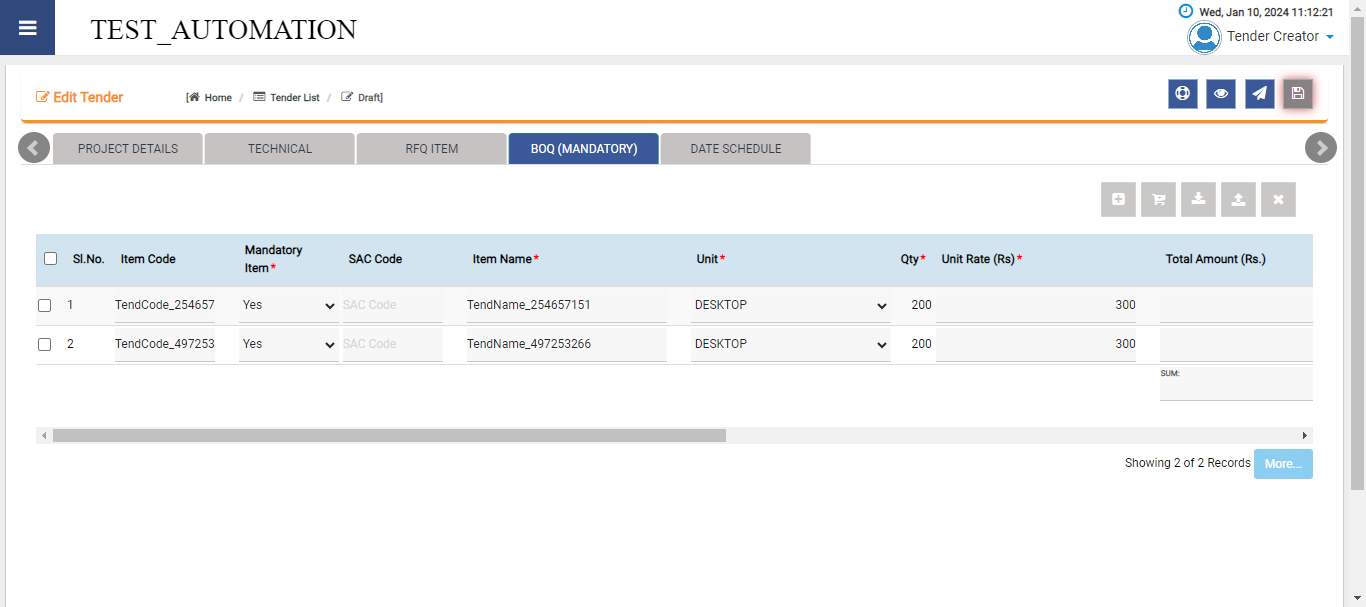 TEST_AUTOMATION
Wed, Jan 10, 2024 11:12:21
Tender Creator
Edit Tender
[ Home / Tender List / Draft]
PROJECT DETAILS TECHNICAL RFQ ITEM BOQ (MANDATORY) DATE SCHEDULE
Sl.No. Item Code Mandatory Item* SAC Code Item Name* Unit* Qty* Unit Rate (Rs)* Total Amount (Rs.)
1 TendCode_254657 Yes SAC Code TendName_254657151 DESKTOP 200 300
2 TendCode_497253 Yes SAC Code TendName_497253266 DESKTOP 200 300
SUM:
Showing 2 of 2 Records More...